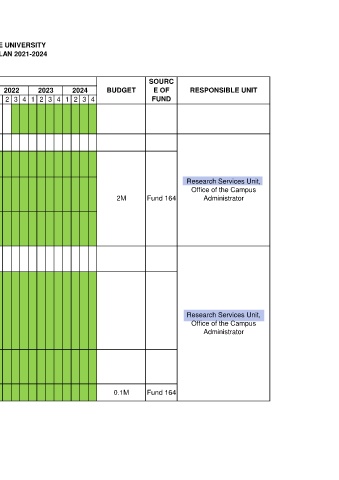 E UNIVERSITY
LAN 2021-2024
2022 2023 2024 BUDGET SOURC E OF FUND RESPONSIBLE UNIT
2 3 4 1 2 3 4 1 2 3 4
2M Fund 164
Research Services Unit,
Office of the Campus
Administrator
Research Services Unit,
Office of the Campus
Administrator
0.1M Fund 164